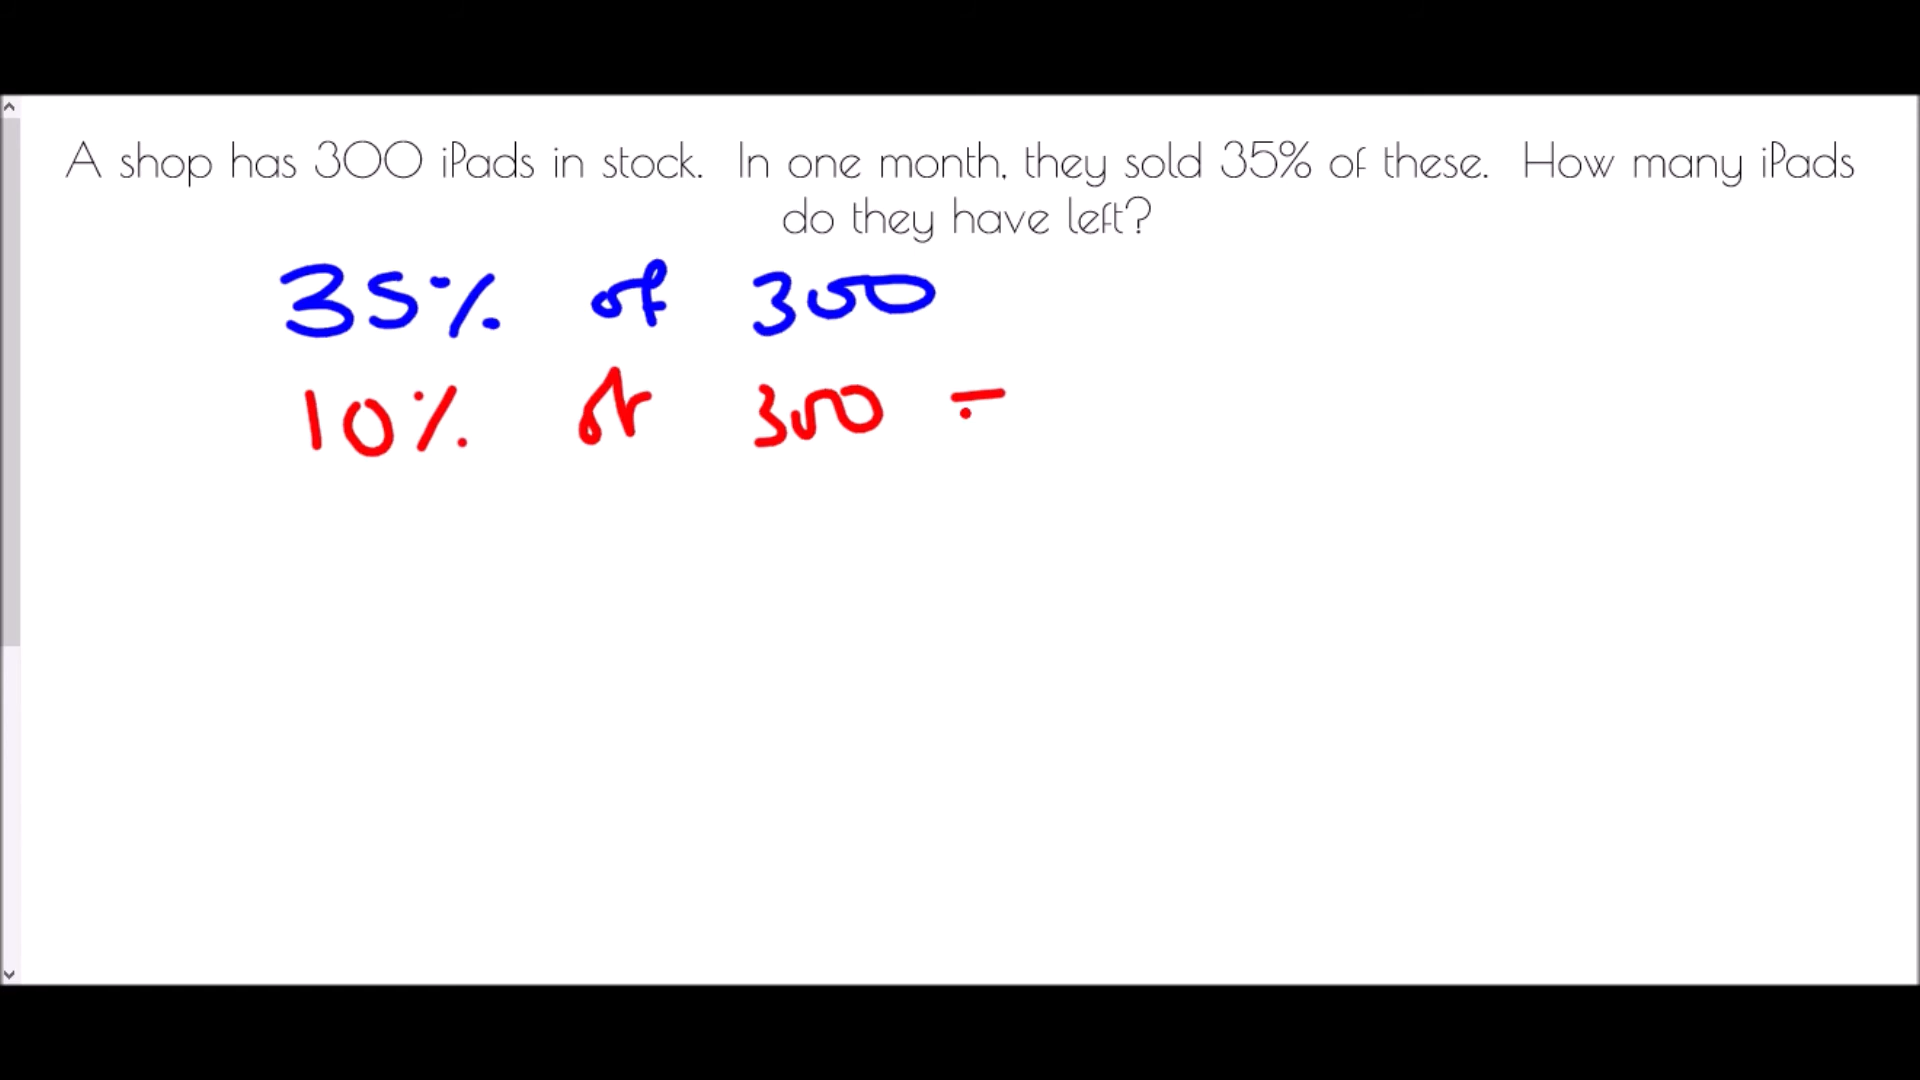 A shop has 300 iPads in stock. In one month, they sold 35% of these. How many iPads
do they have left?
35% of 300
10% of 300 =